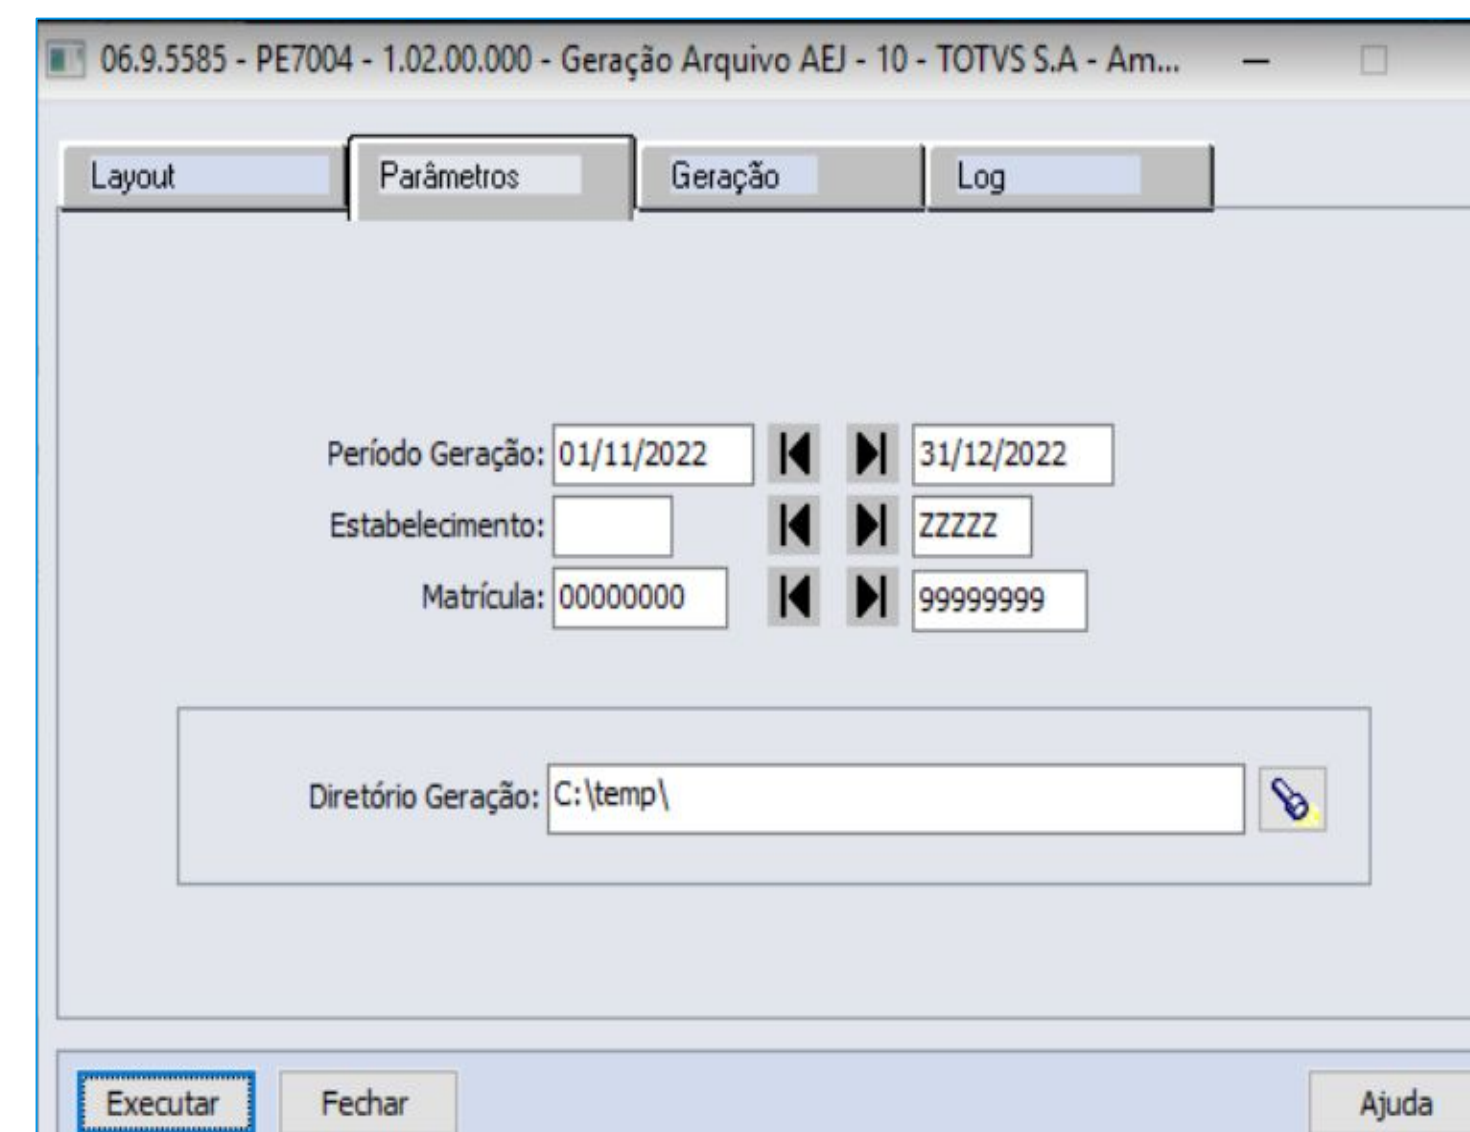 06.9.5585 - PE7004 - 1.02.00.000 - Geração Arquivo AEJ - 10 - TOTVS S.A - Am...
Layout Parâmetros Geração Log
Período Geração: 01/11/2022 31/12/2022
Estabelecimento: ZZZZZ
Matrícula: 00000000 99999999
Diretório Geração: C:\temp\
Executar Fechar Ajuda